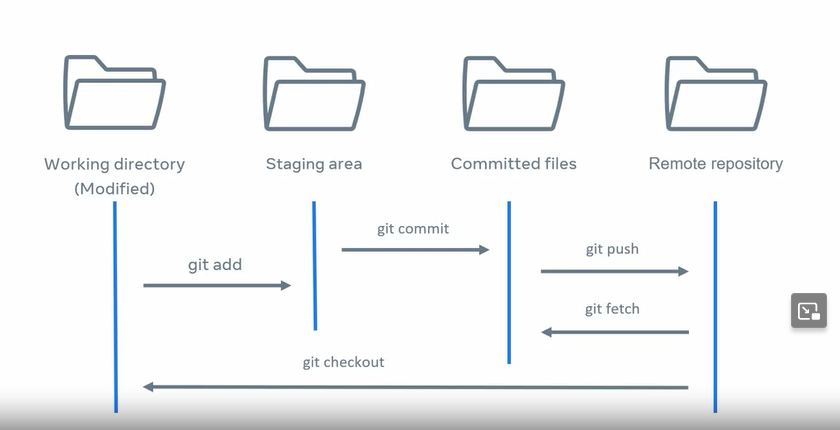 Working directory
(Modified)
Staging area
Committed files
Remote repository
git commit
git push
git add
git fetch
git checkout